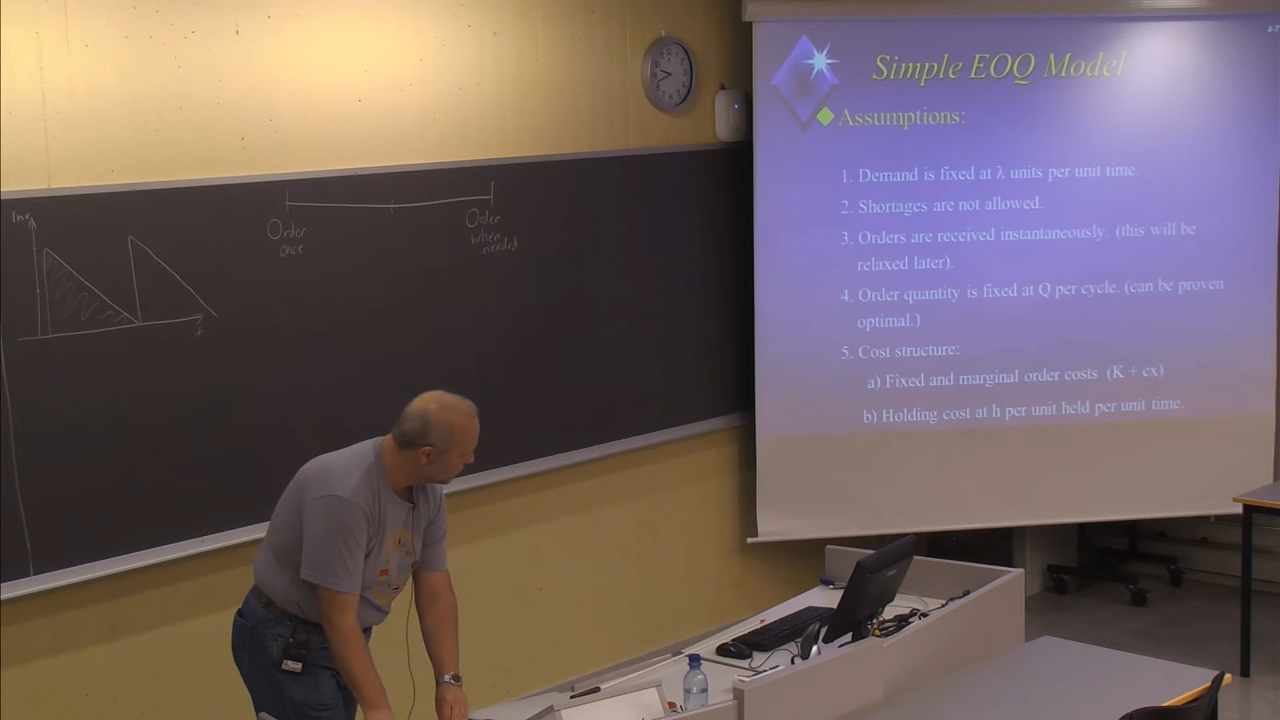 Inv
t
Order
once
Order
when
needed
4-7
Simple EOQ Model
Assumptions:
1. Demand is fixed at λ units per unit time.
2. Shortages are not allowed.
3. Orders are received instantaneously. (this will
be relaxed later).
4. Order quantity is fixed at Q per cycle. (can be proven
optimal.)
5. Cost structure:
a) Fixed and marginal order costs (K + cx)
b) Holding cost at h per unit held per unit time.